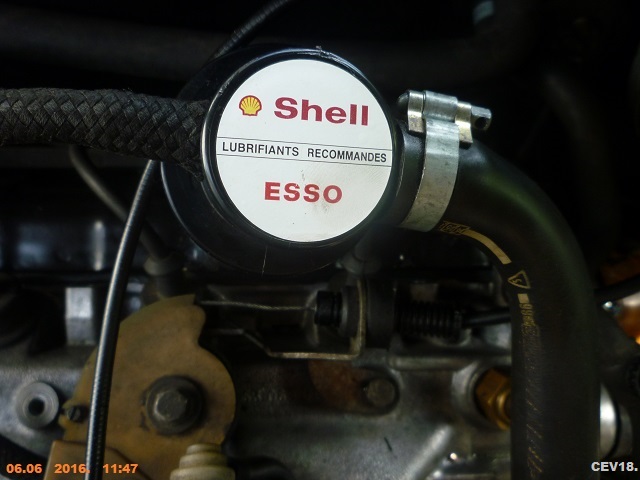 Shell
LUBRIFIANTS RECOMMANDES
ESSO
06.06 2016. 11:47
CEV18.